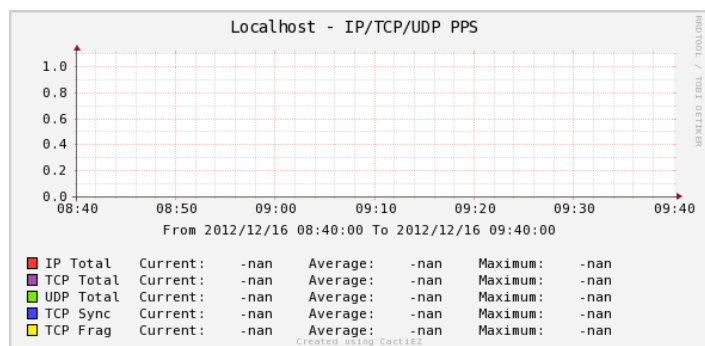 Localhost - IP/TCP/UDP PPS
RRDTOOL / TOBI OETIKER
1.0
0.8
0.6
0.4
0.2
0.0
08:40 08:50 09:00 09:10 09:20 09:30 09:40
From 2012/12/16 08:40:00 To 2012/12/16 09:40:00
IP Total Current: -nan Average: -nan Maximum: -nan
TCP Total Current: -nan Average: -nan Maximum: -nan
UDP Total Current: -nan Average: -nan Maximum: -nan
TCP Sync Current: -nan Average: -nan Maximum: -nan
TCP Frag Current: -nan Average: -nan Maximum: -nan
Created using CactiEZ